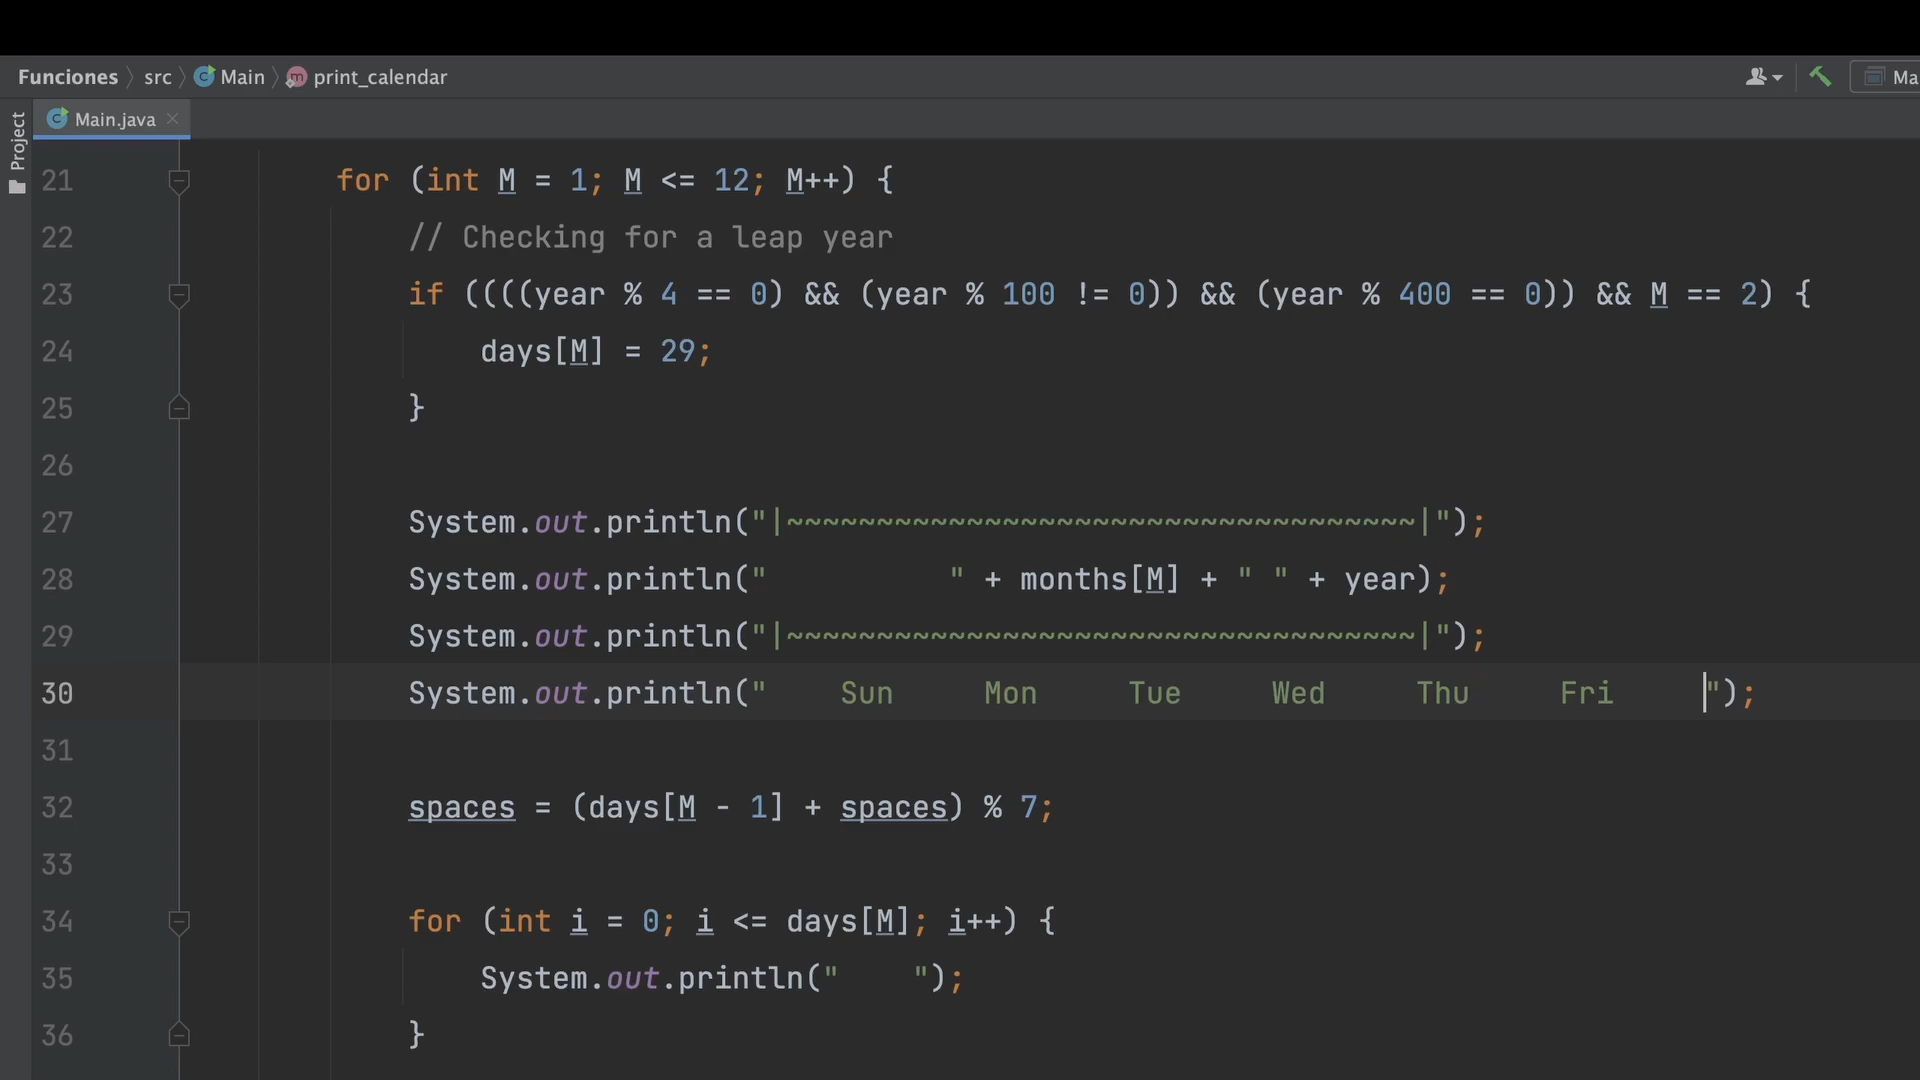 Funciones src Main print_calendar Ma
Main.java
Project
21 for (int M = 1; M <= 12; M++) {
22 // Checking for a leap year
23 if ((((year % 4 == 0) && (year % 100 != 0)) && (year % 400 == 0)) && M == 2) {
24 days[M] = 29;
25 }
26
27 System.out.println("|~~~~~~~~~~~~~~~~~~~~~~~~~~~~~~~~~~~|");
28 System.out.println("          " + months[M] + " " + year);
29 System.out.println("|~~~~~~~~~~~~~~~~~~~~~~~~~~~~~~~~~~~|");
30 System.out.println("    Sun     Mon     Tue     Wed     Thu     Fri     ");
31
32 spaces = (days[M - 1] + spaces) % 7;
33
34 for (int i = 0; i <= days[M]; i++) {
35 System.out.println("    ");
36 }